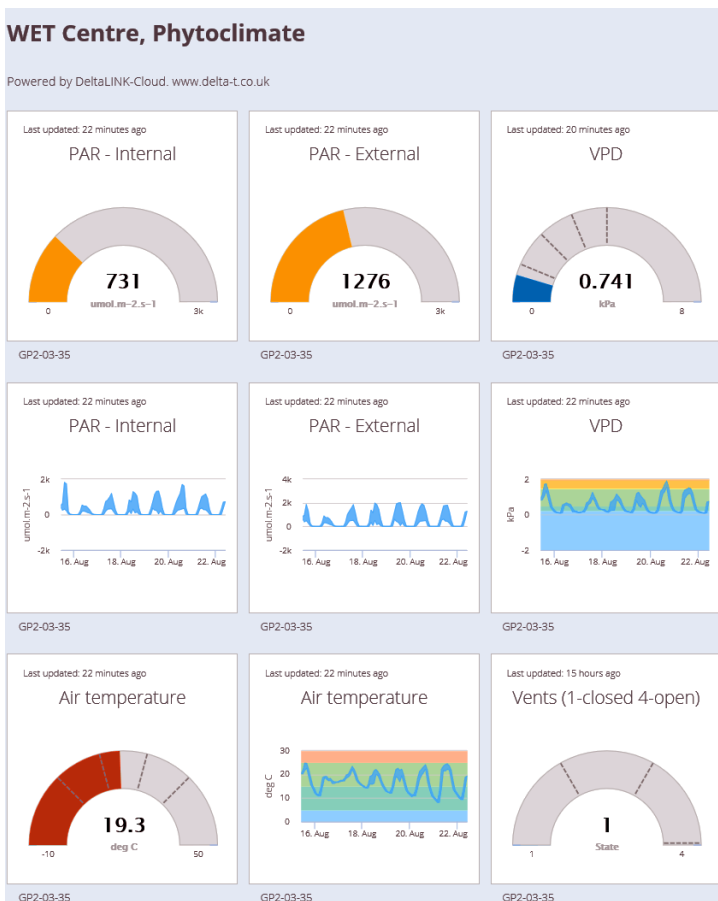 WET Centre, Phytoclimate
Powered by DeltaLINK-Cloud. www.delta-t.co.uk
Last updated: 22 minutes ago
PAR - Internal
731
umol.m-2.s-1
0
3k
GP2-03-35
Last updated: 22 minutes ago
PAR - External
1276
umol.m-2.s-1
0
3k
GP2-03-35
Last updated: 20 minutes ago
VPD
0.741
kPa
0
8
GP2-03-35
Last updated: 22 minutes ago
PAR - Internal
umol.m-2.s-1
2k
0
-2k
16. Aug
18. Aug
20. Aug
22. Aug
GP2-03-35
Last updated: 22 minutes ago
PAR - External
umol.m-2.s-1
4k
2k
0
-2k
16. Aug
18. Aug
20. Aug
22. Aug
GP2-03-35
Last updated: 22 minutes ago
VPD
kPa
2
0
-2
16. Aug
18. Aug
20. Aug
22. Aug
GP2-03-35
Last updated: 22 minutes ago
Air temperature
19.3
deg C
-10
50
GP2-03-35
Last updated: 22 minutes ago
Air temperature
deg C
30
20
10
0
16. Aug
18. Aug
20. Aug
22. Aug
GP2-03-35
Last updated: 15 hours ago
Vents (1-closed 4-open)
1
State
1
4
GP2-03-35